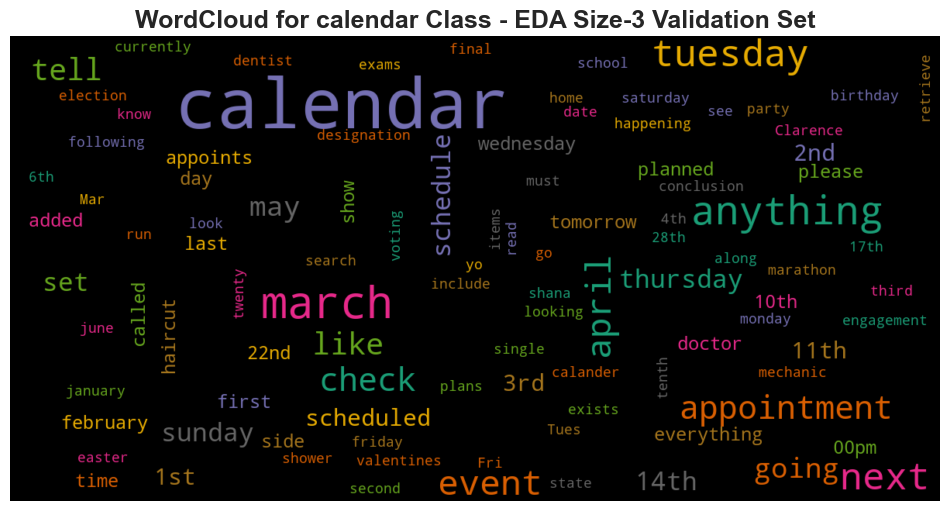 WordCloud for calendar Class - EDA Size-3 Validation Set
currently
final
tuesday
tell
dentist
exams
school
retrieve
election
calendar
home
saturday
birthday
know
date
see
party
designation
happening
Clarence
following
schedule
wednesday
appoints
2nd
planned
please
6th
day
must
conclusion
Mar
may
show
anything
added
look
voting
items
read
tomorrow
4th
run
last
go
28th
17th
search
yo
april
along
marathon
set
twenty
include
thursday
called
march
shana
10th
third
haircut
looking
monday
engagement
june
22nd
like
single
doctor
11th
january
check
plans
3rd
calander
tenth
mechanic
first
february
scheduled
exists
appointment
sunday
side
friday
Tues
everything
00pm
easter
shower
valentines
Fri
going
time
1st
second
event
state
14th
next